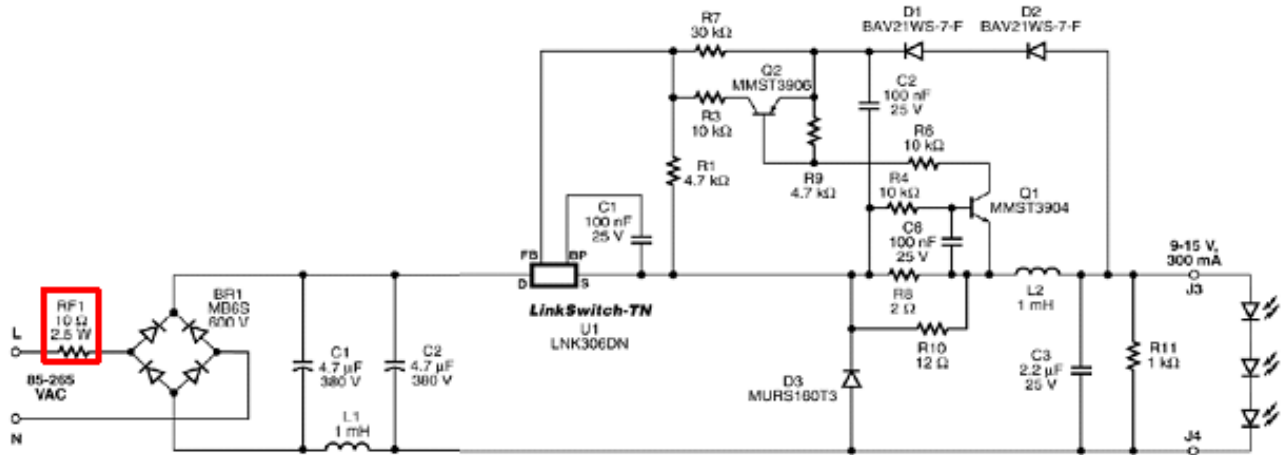 R7
30 kΩ
D1
BAV21WS-7-F
D2
BAV21WS-7-F
Q2
MMST3906
C2
100 nF
25 V
R3
10 kΩ
R6
10 kΩ
R1
4.7 kΩ
R9
4.7 kΩ
R4
10 kΩ
Q1
MMST3904
C1
100 nF
25 V
C6
100 nF
25 V
FB
BP
D
S
9-15 V,
300 mA
J3
RF1
10 Ω
2.5 W
L
BR1
MB6S
600 V
LinkSwitch-TN
U1
LNK306DN
R8
2 Ω
L2
1 mH
C1
4.7 µF
380 V
C2
4.7 µF
380 V
R10
12 Ω
R11
1 kΩ
C3
2.2 µF
25 V
85-265
VAC
D3
MURS160T3
N
L1
1 mH
J4